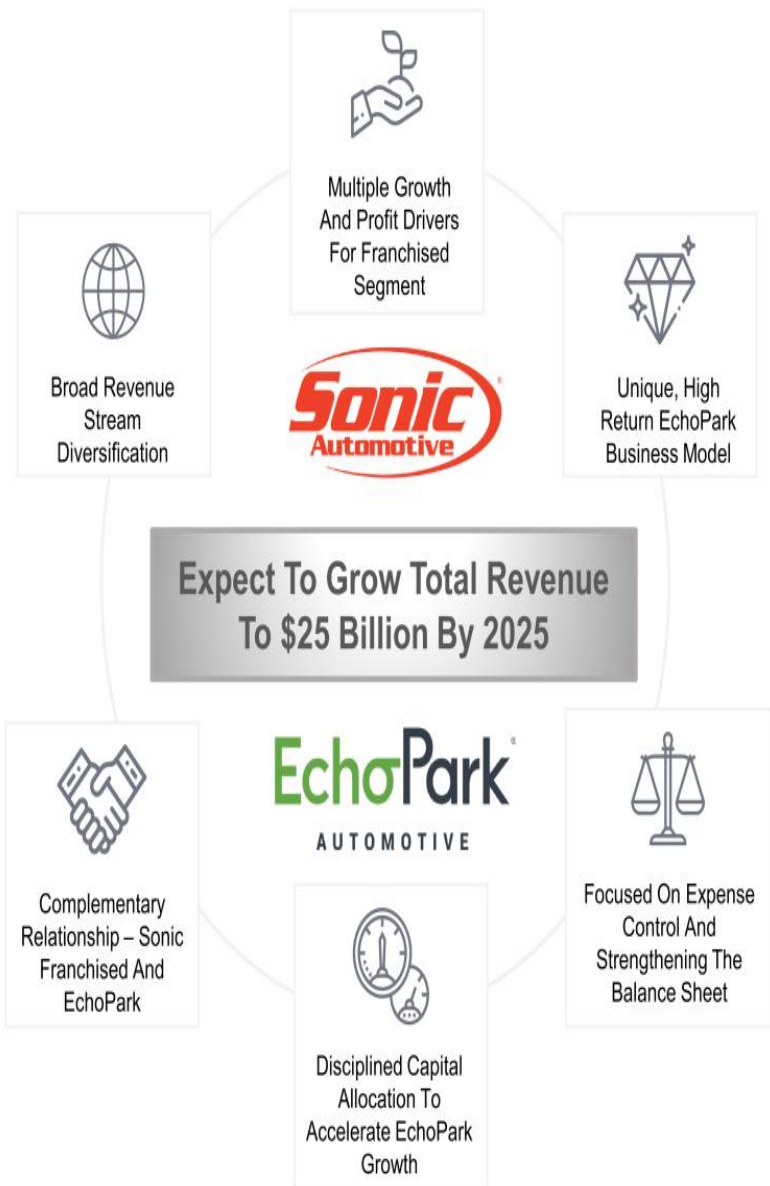 Multiple Growth
And Profit Drivers
For Franchised
Segment
Broad Revenue
Stream
Diversification
Sonic®
Automotive
Unique, High
Return EchoPark
Business Model
Expect To Grow Total Revenue
To $25 Billion By 2025
EchoPark®
AUTOMOTIVE
Complementary
Relationship – Sonic
Franchised And
EchoPark
Focused On Expense
Control And
Strengthening The
Balance Sheet
Disciplined Capital
Allocation To
Accelerate EchoPark
Growth